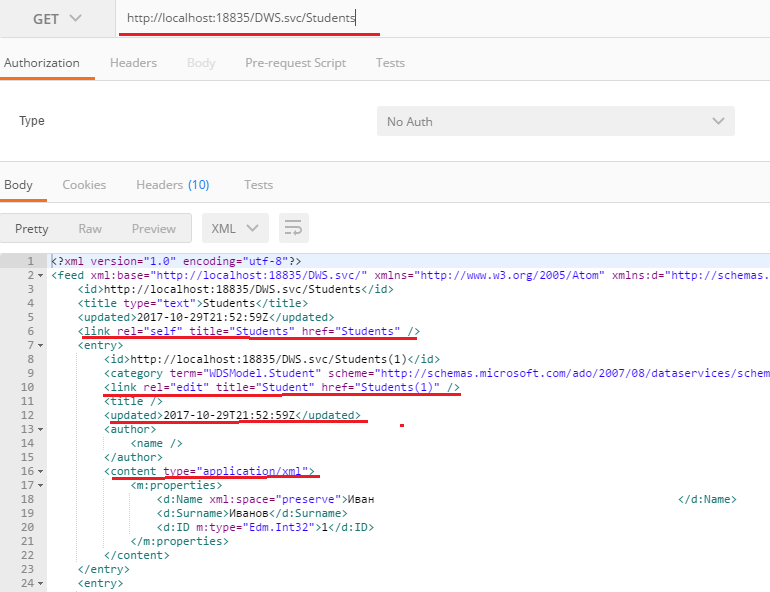 GET http://localhost:18835/DWS.svc/Students
Authorization Headers Body Pre-request Script Tests
Type No Auth
Body Cookies Headers (10) Tests
Pretty Raw Preview XML
1 <?xml version="1.0" encoding="utf-8"?>
2 <feed xml:base="http://localhost:18835/DWS.svc/" xmlns="http://www.w3.org/2005/Atom" xmlns:d="http://schemas.
3 <id>http://localhost:18835/DWS.svc/Students</id>
4 <title type="text">Students</title>
5 <updated>2017-10-29T21:52:59Z</updated>
6 <link rel="self" title="Students" href="Students" />
7 <entry>
8 <id>http://localhost:18835/DWS.svc/Students(1)</id>
9 <category term="WDSModel.Student" scheme="http://schemas.microsoft.com/ado/2007/08/dataservices/schem
10 <link rel="edit" title="Student" href="Students(1)" />
11 <title />
12 <updated>2017-10-29T21:52:59Z</updated>
13 <author>
14 <name />
15 </author>
16 <content type="application/xml">
17 <m:properties>
18 <d:Name xml:space="preserve">Иван </d:Name>
19 <d:Surname>Иванов</d:Surname>
20 <d:ID m:type="Edm.Int32">1</d:ID>
21 </m:properties>
22 </content>
23 </entry>
24 <entry>